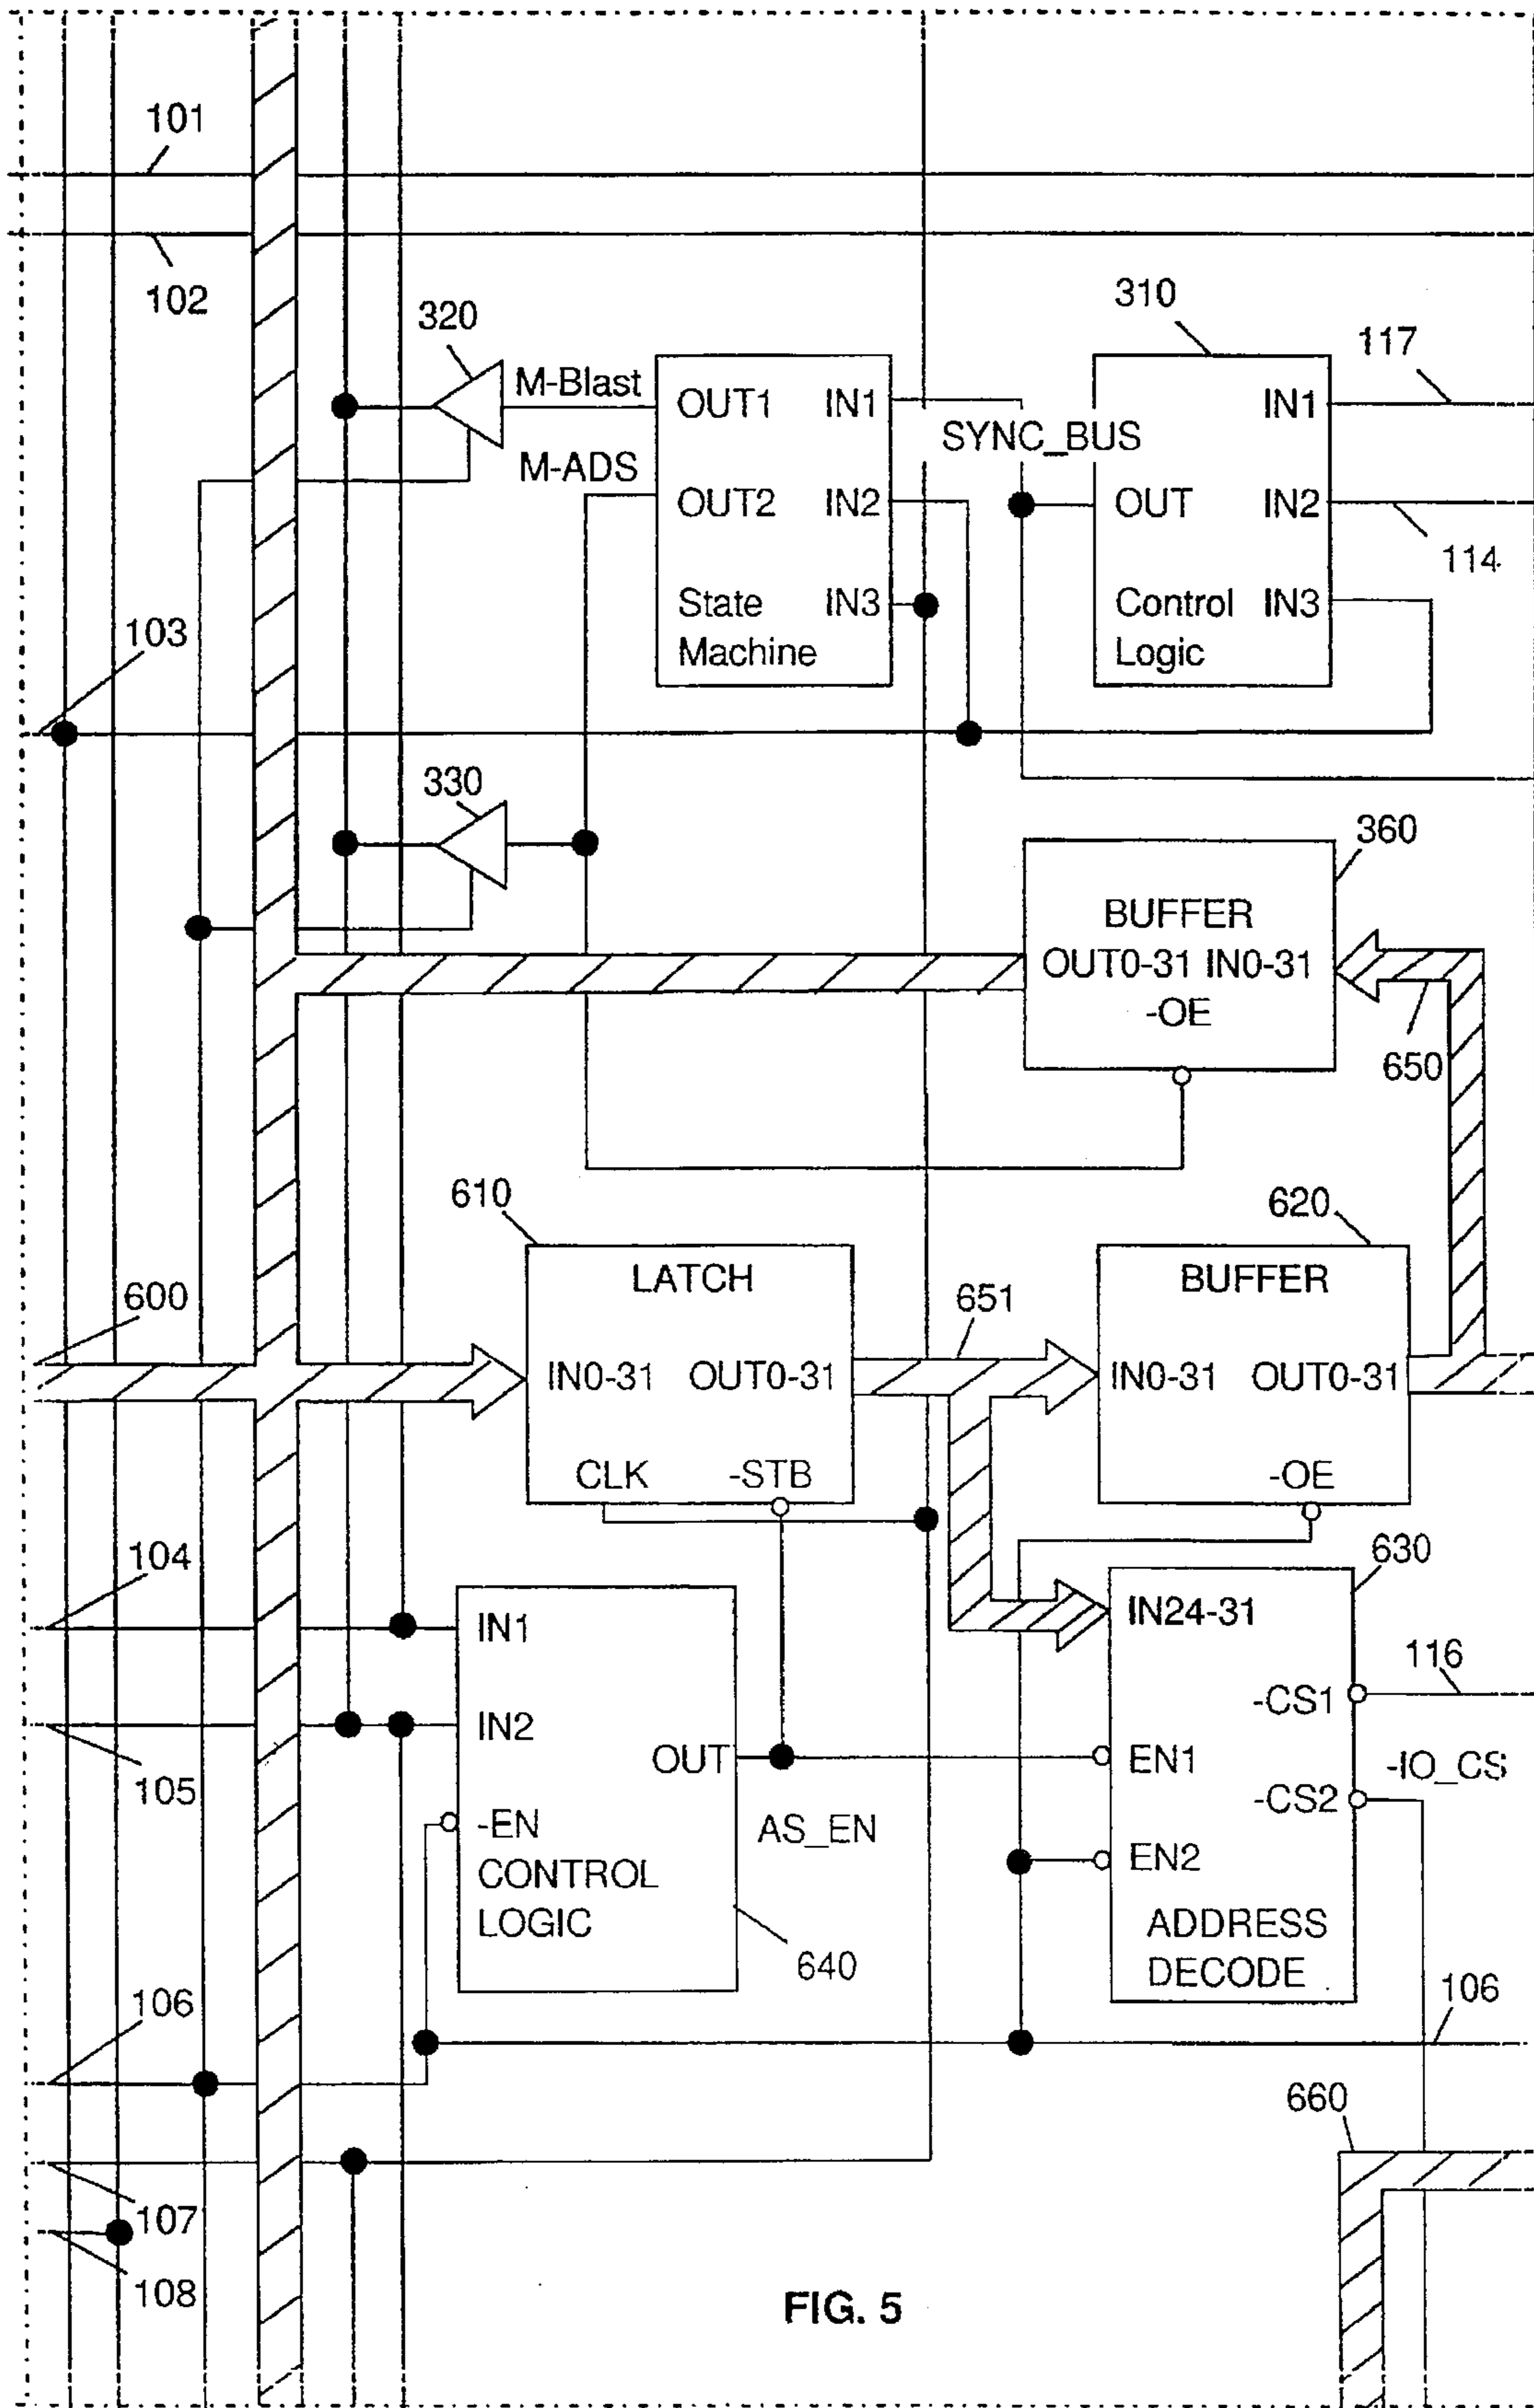 101
102
310
320
117
M-Blast
OUT1 IN1
IN1
SYNC_BUS
M-ADS
OUT2 IN2
OUT IN2
114
State IN3
Machine
Control IN3
Logic
103
330
360
BUFFER
OUT0-31 IN0-31
-OE
650
610
620
LATCH
BUFFER
600
651
IN0-31 OUT0-31
IN0-31 OUT0-31
CLK -STB
-OE
104
630
IN1
IN24-31
116
-CS1
IN2
OUT
EN1
-IO_CS
105
-CS2
-EN
AS_EN
EN2
CONTROL
LOGIC
ADDRESS
DECODE
640
106
106
660
107
108
FIG. 5